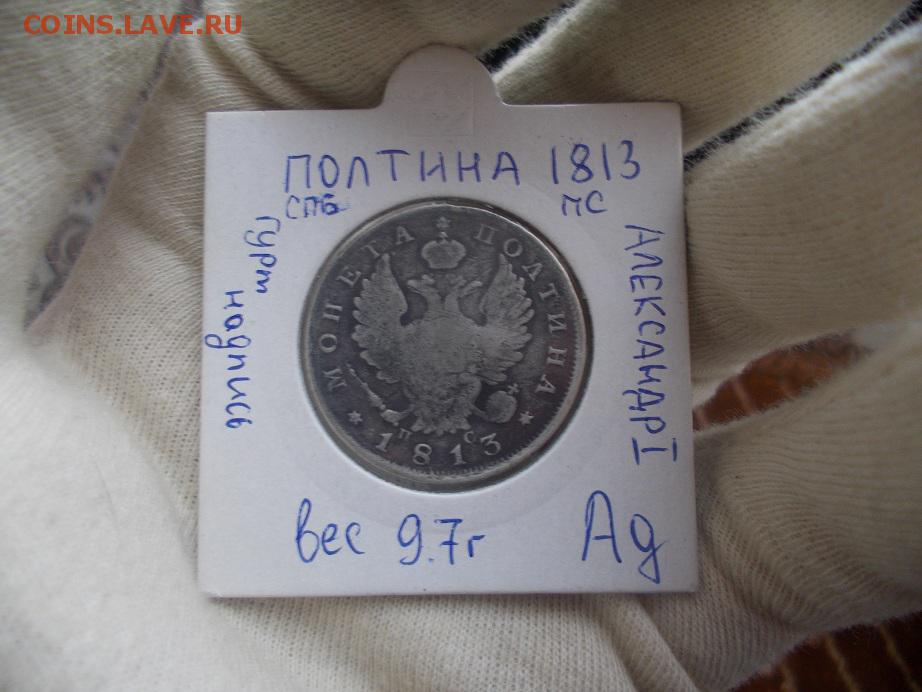 COINS.LAVE.RU
ПОЛТИНА 1813
СПБ ПС
Гурт надпись
АЛЕКСАНДР I
МОНЕТА ПОЛТИНА
П С
1813
Вес 9.7г Ag